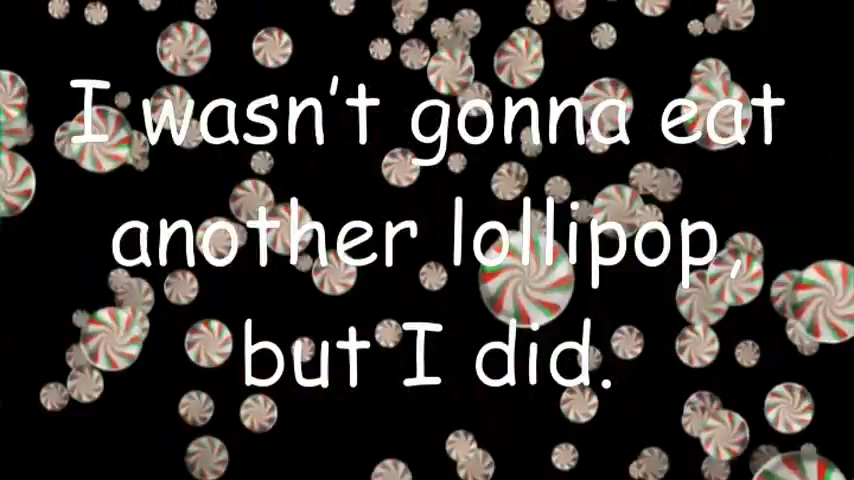 I wasn't gonna eat
another lollipop,
but I did.